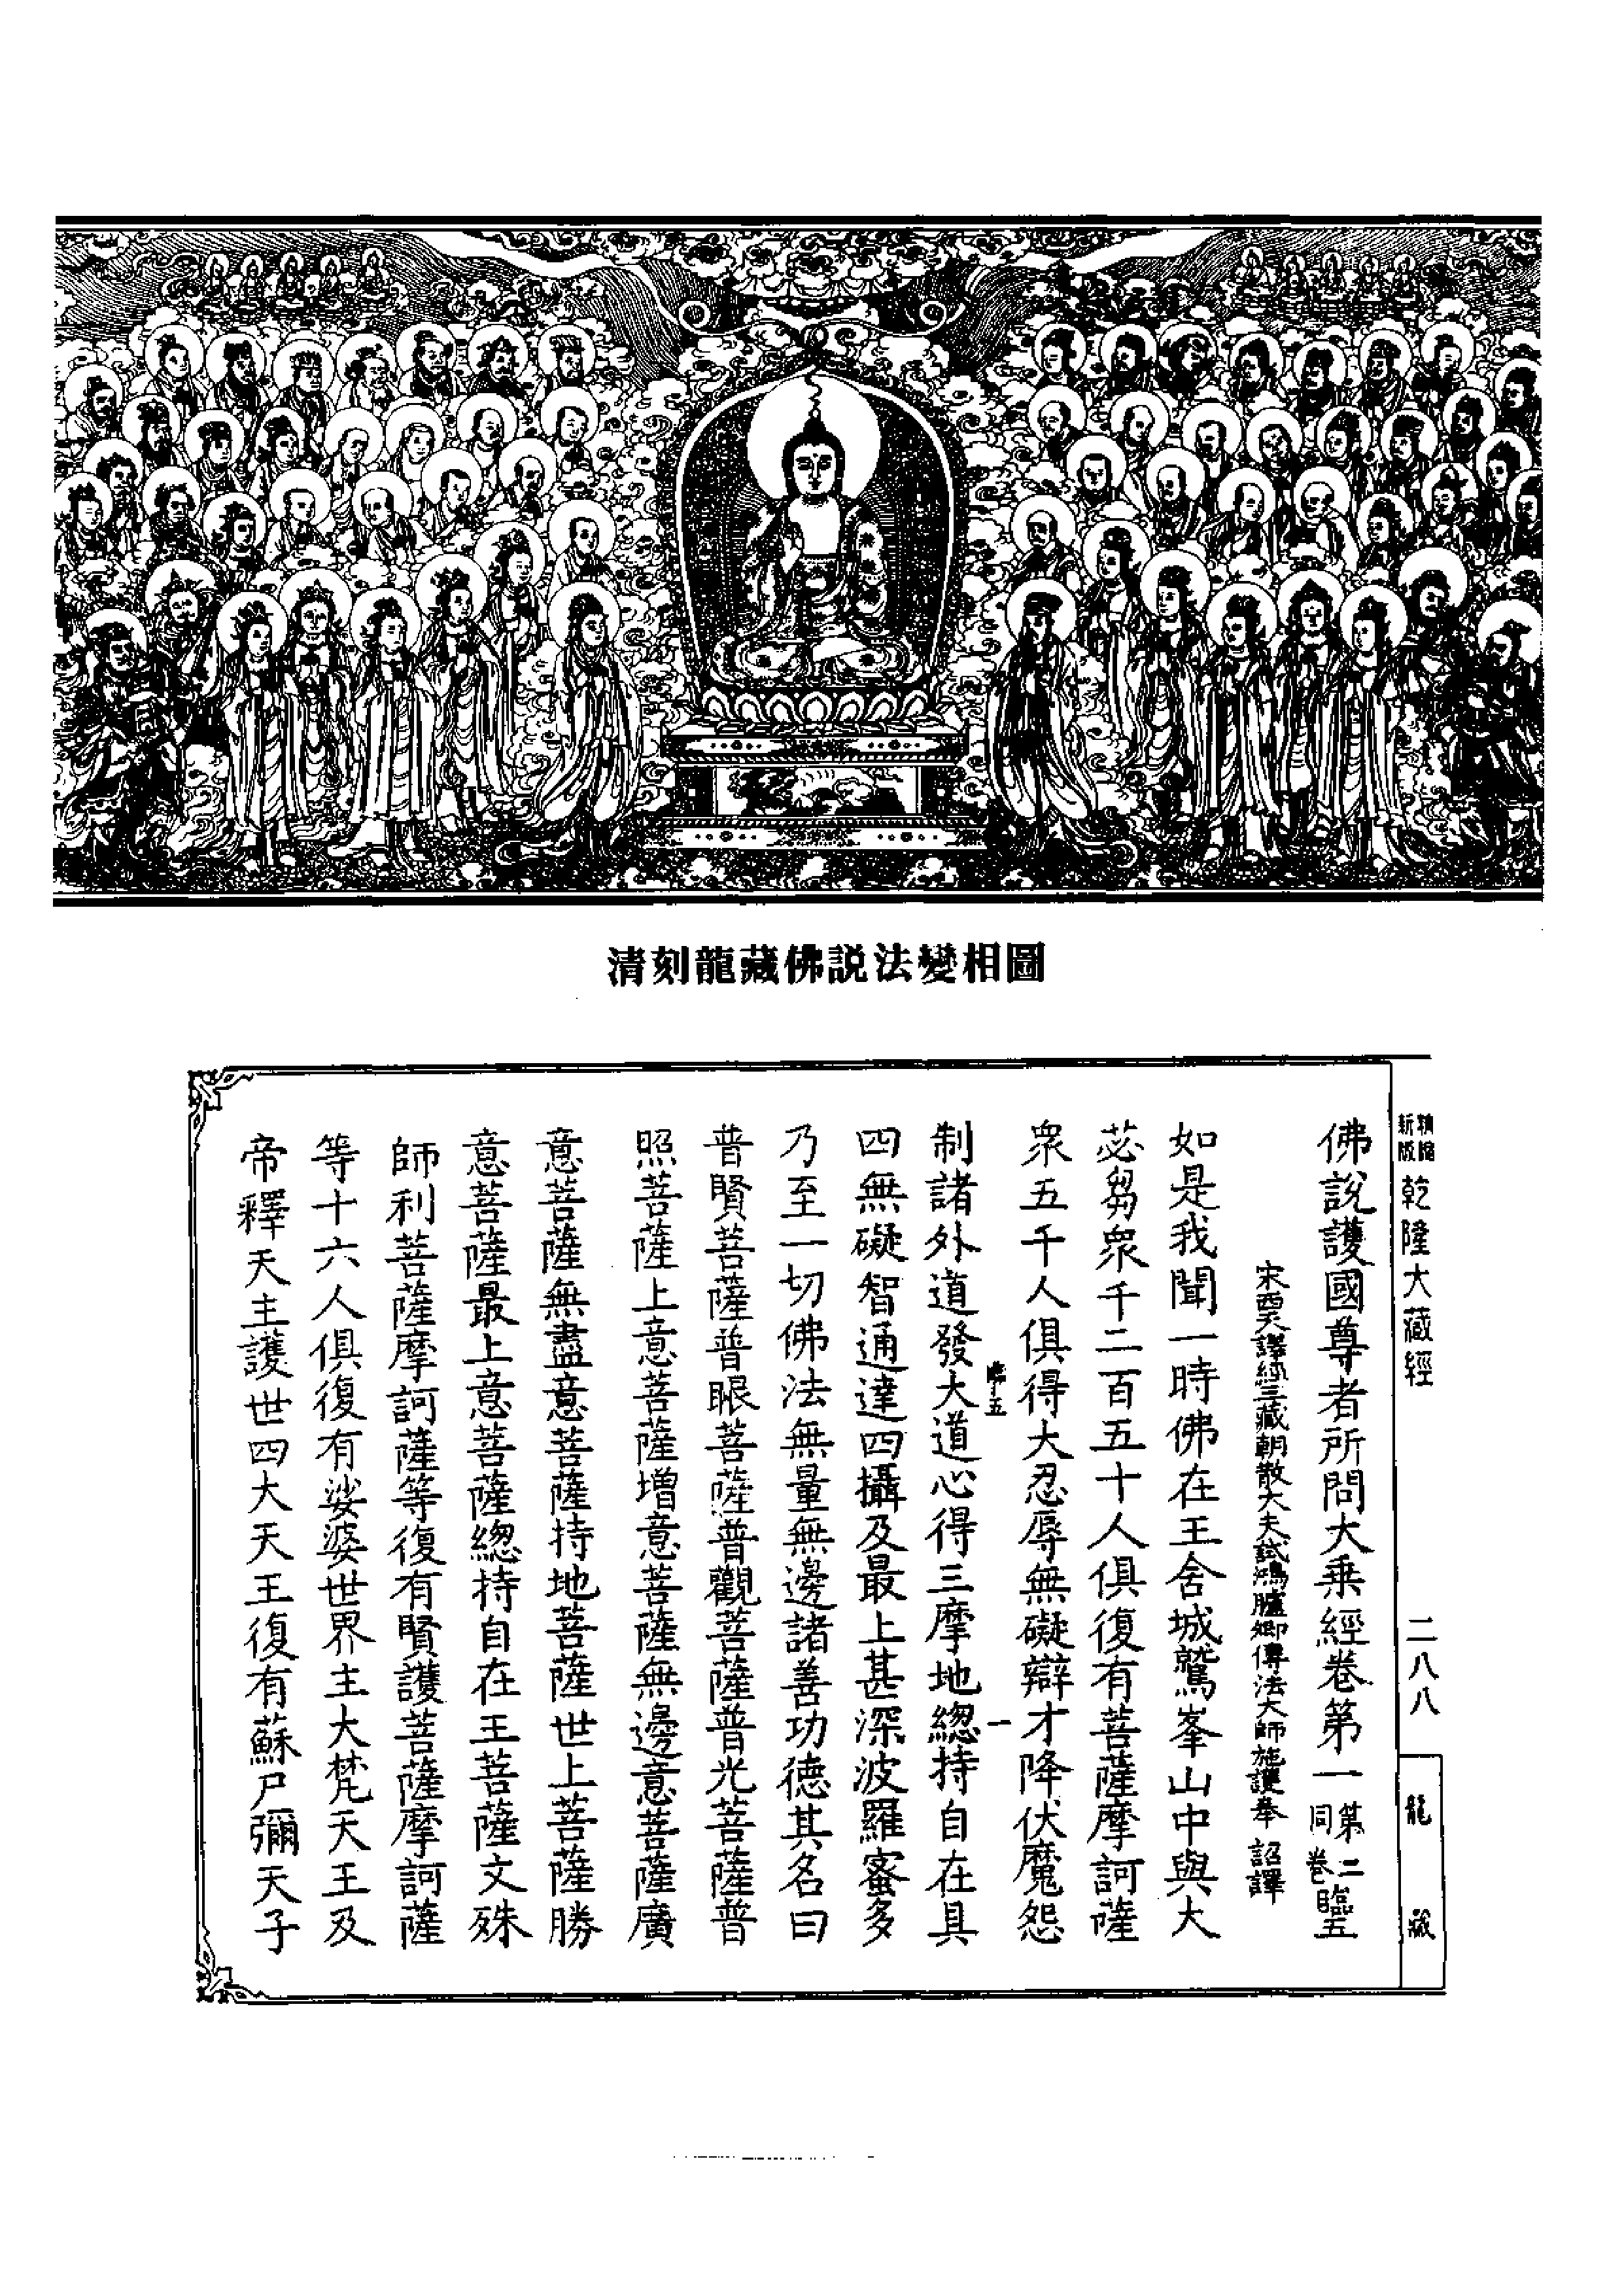 清刻龍藏佛説法變相圖
新版
精縮
乾隆大藏經
二八八
龍藏
佛說護國尊者所問大乘經卷第一 第二同卷 臨五
宋西天譯經三藏朝散大夫試鴻臚卿傳法大師施護奉 詔譯
如是我聞一時佛在王舍城鷲峯山中與大
苾芻眾千二百五十人俱復有菩薩摩訶薩
眾五千人俱得大忍辱無礙辯才降伏魔怨
臨五
一
制諸外道發大道心得三摩地總持自在具
四無礙智通達四攝及最上甚深波羅蜜多
乃至一切佛法無量無邊諸善功德其名曰
普賢菩薩普眼菩薩普觀菩薩普光菩薩普
照菩薩上意菩薩增意菩薩無邊意菩薩廣
意菩薩無盡意菩薩持地菩薩世上菩薩勝
意菩薩最上意菩薩總持自在王菩薩文殊
師利菩薩摩訶薩等復有賢護菩薩摩訶薩
等十六人俱復有娑婆世界主大梵天王及
帝釋天主護世四大天王復有蘇尸彌天子